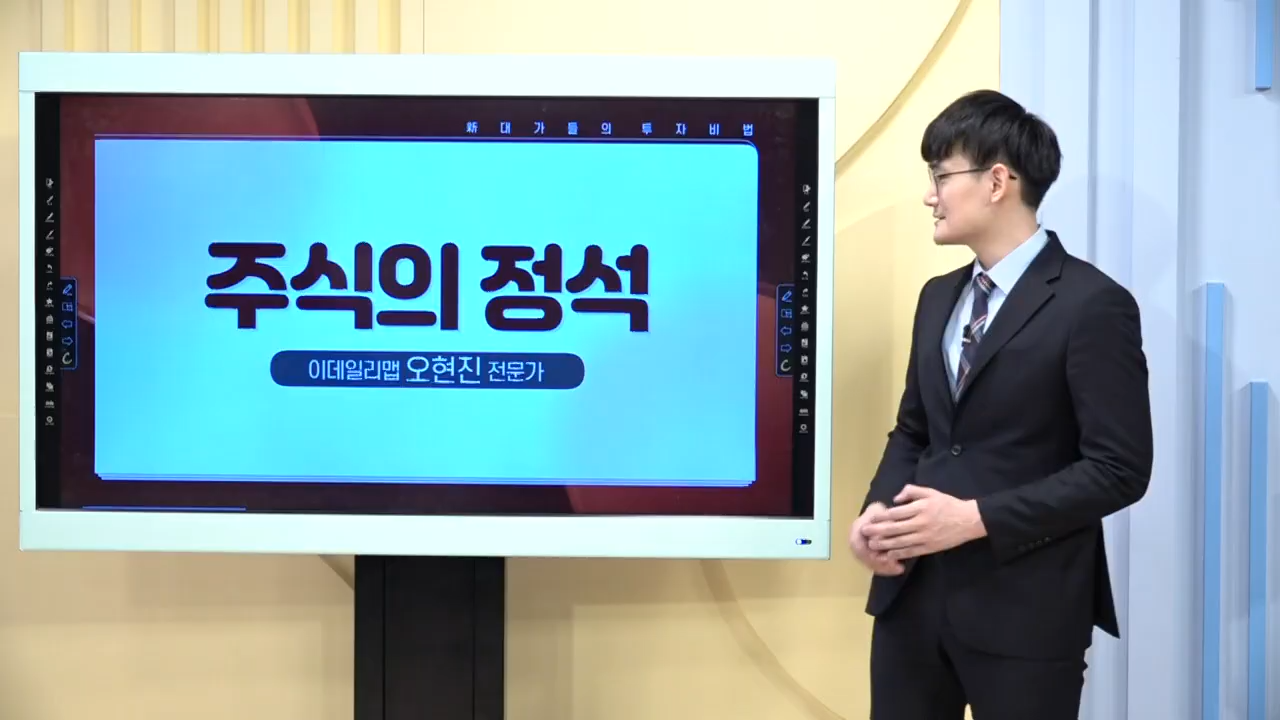 新대가들의 투자비법
주식의 정석
이데일리맵 오현진 전문가